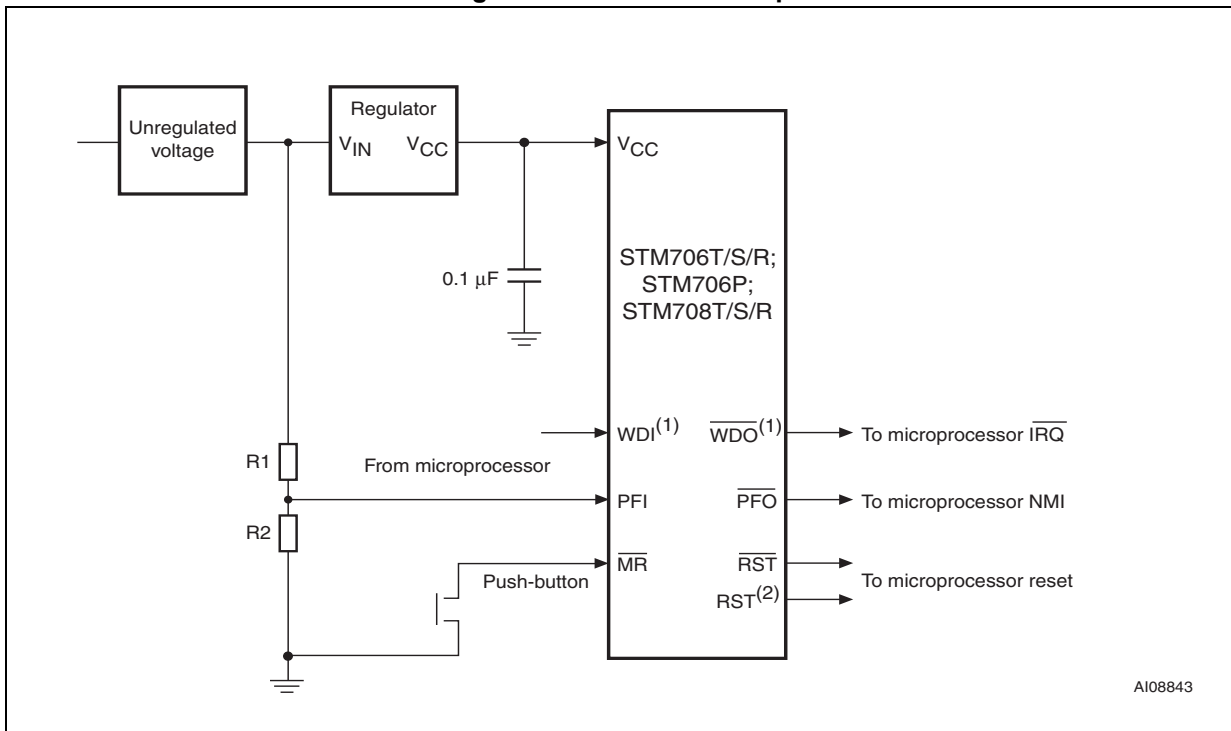 Unregulated
voltage
Regulator
VIN VCC
VCC
0.1 μF
STM706T/S/R;
STM706P;
STM708T/S/R
WDI(1) WDO(1) To microprocessor IRQ
R1 From microprocessor
PFI PFO To microprocessor NMI
R2
MR RST
Push-button
To microprocessor reset
RST(2)
AI08843